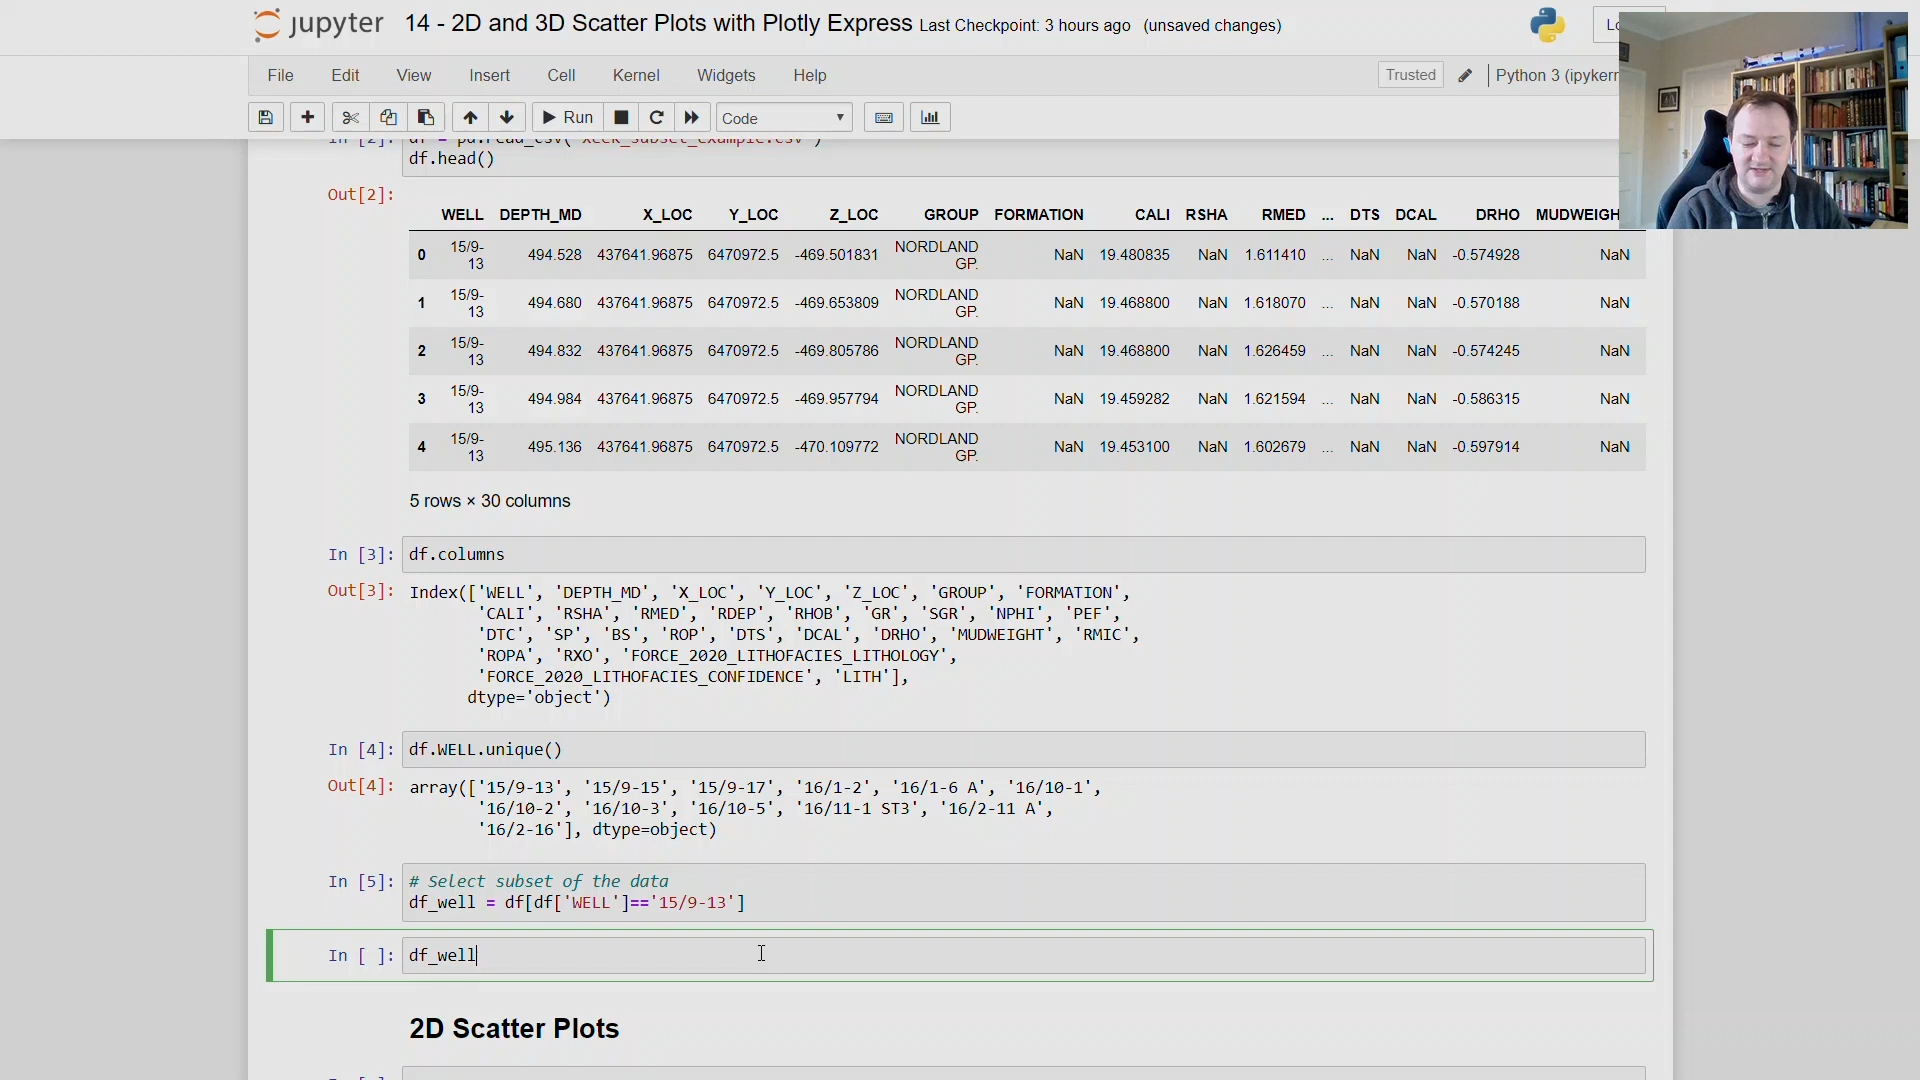 jupyter 14 - 2D and 3D Scatter Plots with Plotly Express Last Checkpoint: 3 hours ago (unsaved changes)
File Edit View Insert Cell Kernel Widgets Help Trusted Python 3
Run Code
df.head()
Out[2]:
WELL DEPTH_MD X_LOC Y_LOC Z_LOC GROUP FORMATION CALI RSHA RMED ... DTS DCAL DRHO MUDWEIGH
0 15/9-13 494.528 437641.96875 6470972.5 -469.501831 NORDLAND GP. NaN 19.480835 NaN 1.611410 ... NaN NaN -0.574928 NaN
1 15/9-13 494.680 437641.96875 6470972.5 -469.653809 NORDLAND GP. NaN 19.468800 NaN 1.618070 ... NaN NaN -0.570188 NaN
2 15/9-13 494.832 437641.96875 6470972.5 -469.805786 NORDLAND GP. NaN 19.468800 NaN 1.626459 ... NaN NaN -0.574245 NaN
3 15/9-13 494.984 437641.96875 6470972.5 -469.957794 NORDLAND GP. NaN 19.459282 NaN 1.621594 ... NaN NaN -0.586315 NaN
4 15/9-13 495.136 437641.96875 6470972.5 -470.109772 NORDLAND GP. NaN 19.453100 NaN 1.602679 ... NaN NaN -0.597914 NaN
5 rows × 30 columns
In [3]: df.columns
Out[3]: Index(['WELL', 'DEPTH_MD', 'X_LOC', 'Y_LOC', 'Z_LOC', 'GROUP', 'FORMATION',
'CALI', 'RSHA', 'RMED', 'RDEP', 'RHOB', 'GR', 'SGR', 'NPHI', 'PEF',
'DTC', 'SP', 'BS', 'ROP', 'DTS', 'DCAL', 'DRHO', 'MUDWEIGHT', 'RMIC',
'ROPA', 'RXO', 'FORCE_2020_LITHOFACIES_LITHOLOGY',
'FORCE_2020_LITHOFACIES_CONFIDENCE', 'LITH'],
dtype='object')
In [4]: df.WELL.unique()
Out[4]: array(['15/9-13', '15/9-15', '15/9-17', '16/1-2', '16/1-6 A', '16/10-1',
'16/10-2', '16/10-3', '16/10-5', '16/11-1 ST3', '16/2-11 A',
'16/2-16'], dtype=object)
In [5]: # Select subset of the data
df_well = df[df['WELL']=='15/9-13']
In [ ]: df_well
2D Scatter Plots